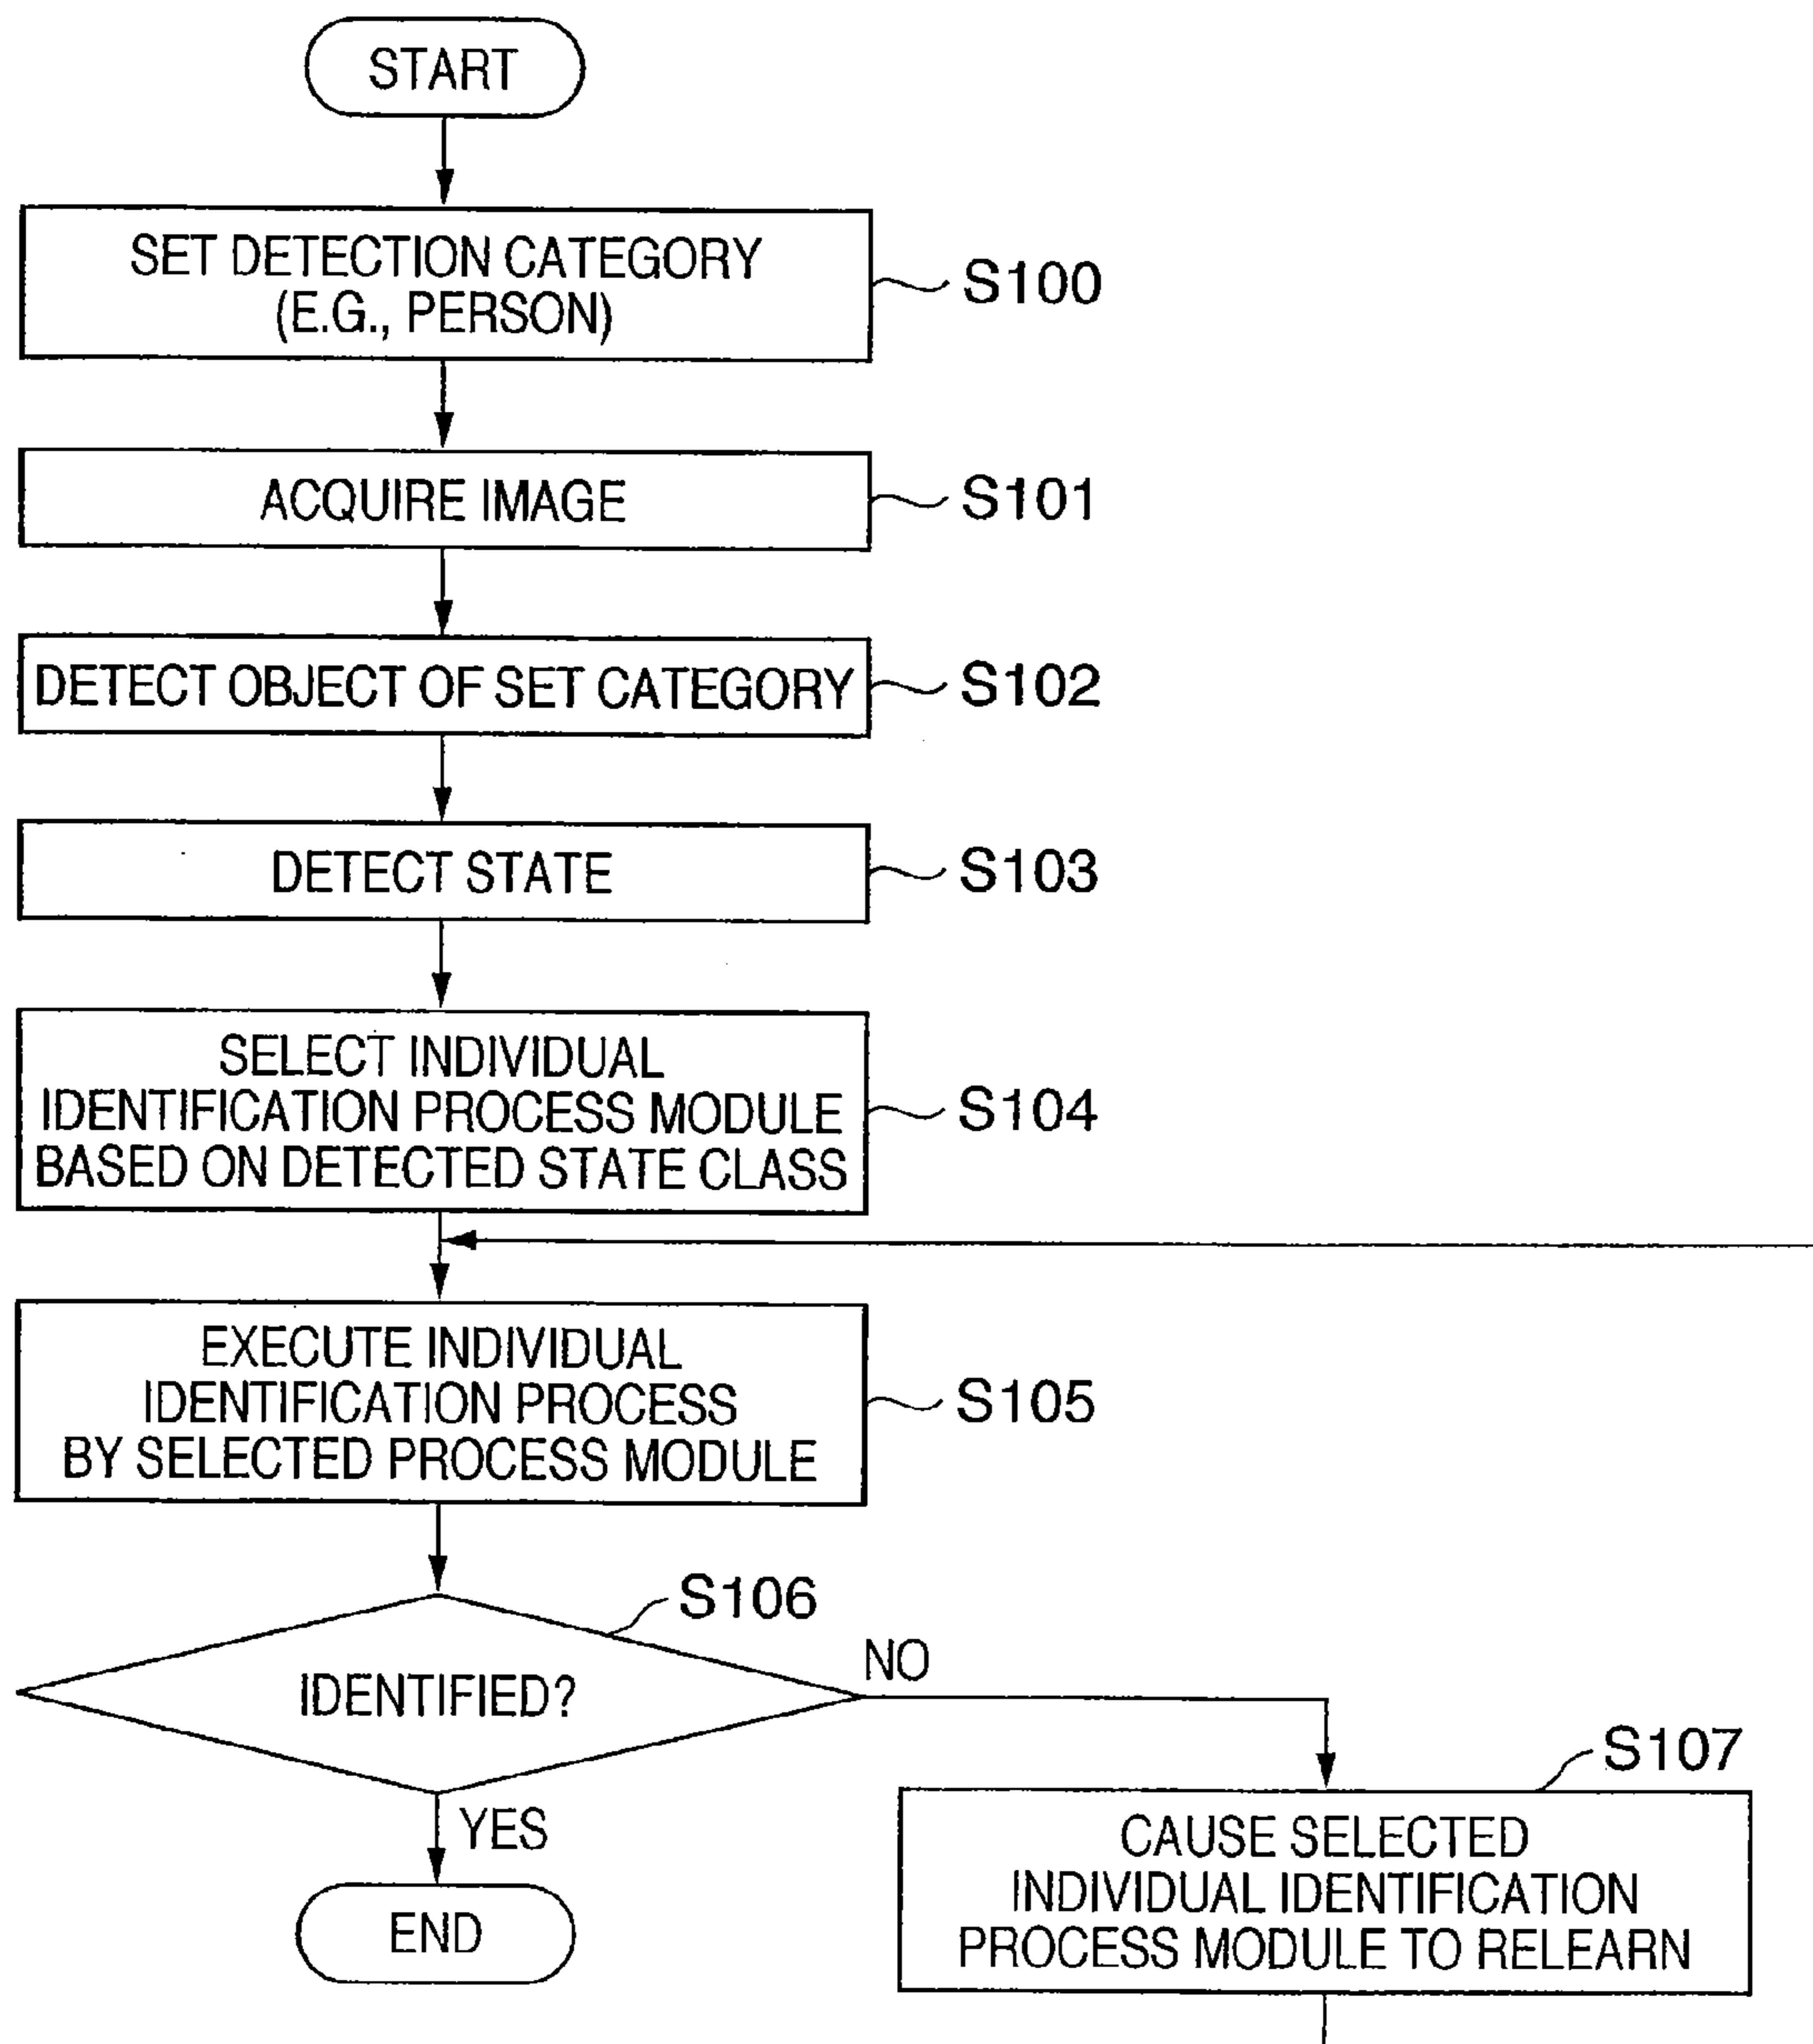 START
SET DETECTION CATEGORY
(E.G., PERSON)
S100
ACQUIRE IMAGE
S101
DETECT OBJECT OF SET CATEGORY
S102
DETECT STATE
S103
SELECT INDIVIDUAL
IDENTIFICATION PROCESS MODULE
BASED ON DETECTED STATE CLASS
S104
EXECUTE INDIVIDUAL
IDENTIFICATION PROCESS
BY SELECTED PROCESS MODULE
S105
S106
IDENTIFIED?
NO
YES
END
S107
CAUSE SELECTED
INDIVIDUAL IDENTIFICATION
PROCESS MODULE TO RELEARN